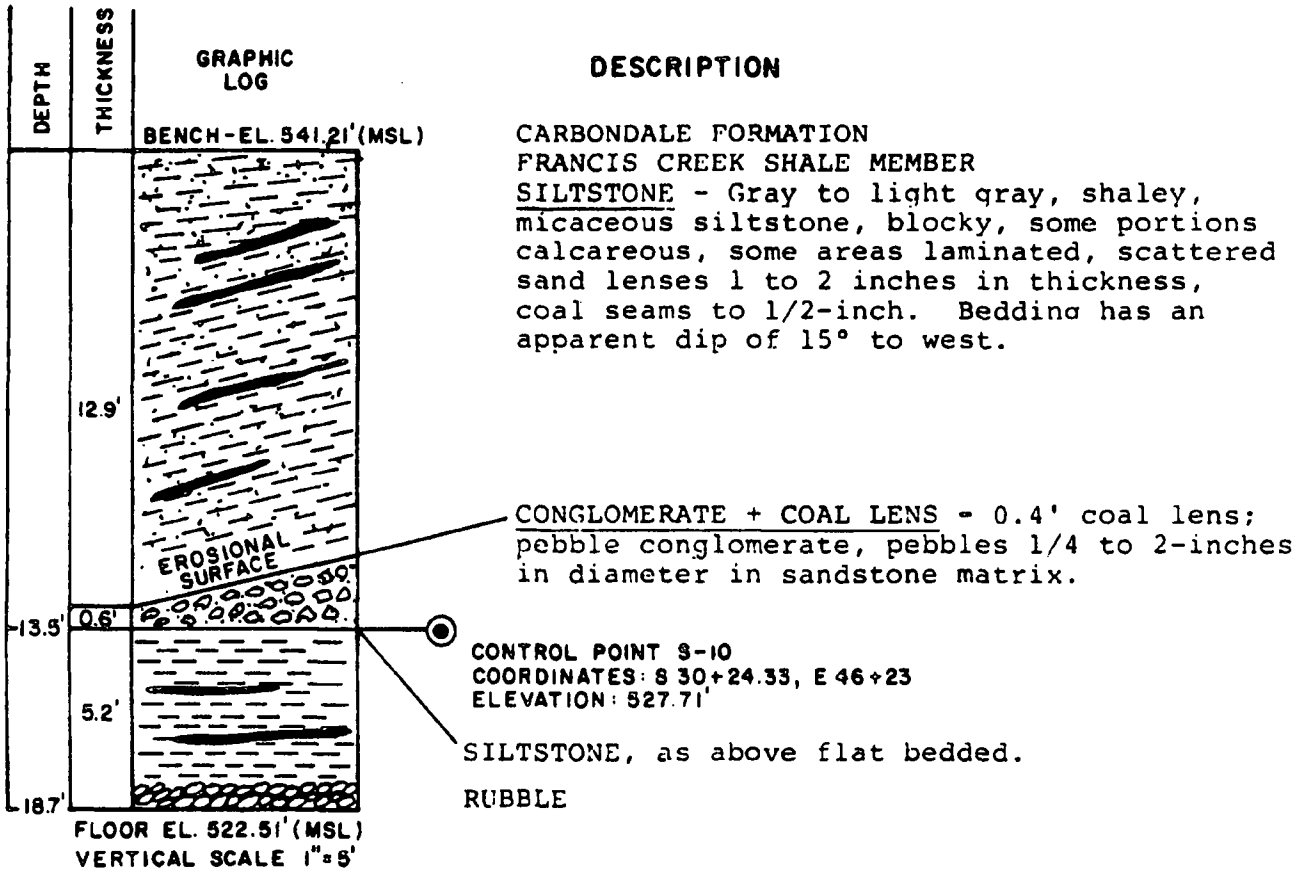 DEPTH
THICKNESS
GRAPHIC
LOG
DESCRIPTION
BENCH-EL. 541.21' (MSL)
CARBONDALE FORMATION
FRANCIS CREEK SHALE MEMBER
SILTSTONE - Gray to light gray, shaley,
micaceous siltstone, blocky, some portions
calcareous, some areas laminated, scattered
sand lenses 1 to 2 inches in thickness,
coal seams to 1/2-inch. Bedding has an
apparent dip of 15° to west.
12.9'
CONGLOMERATE + COAL LENS - 0.4' coal lens;
pebble conglomerate, pebbles 1/4 to 2-inches
in diameter in sandstone matrix.
EROSIONAL
SURFACE
0.6'
13.5'
CONTROL POINT S-10
COORDINATES: S 30+24.33, E 46+23
ELEVATION: 527.71'
5.2'
SILTSTONE, as above flat bedded.
RUBBLE
18.7'
FLOOR EL. 522.51' (MSL)
VERTICAL SCALE 1"=5'